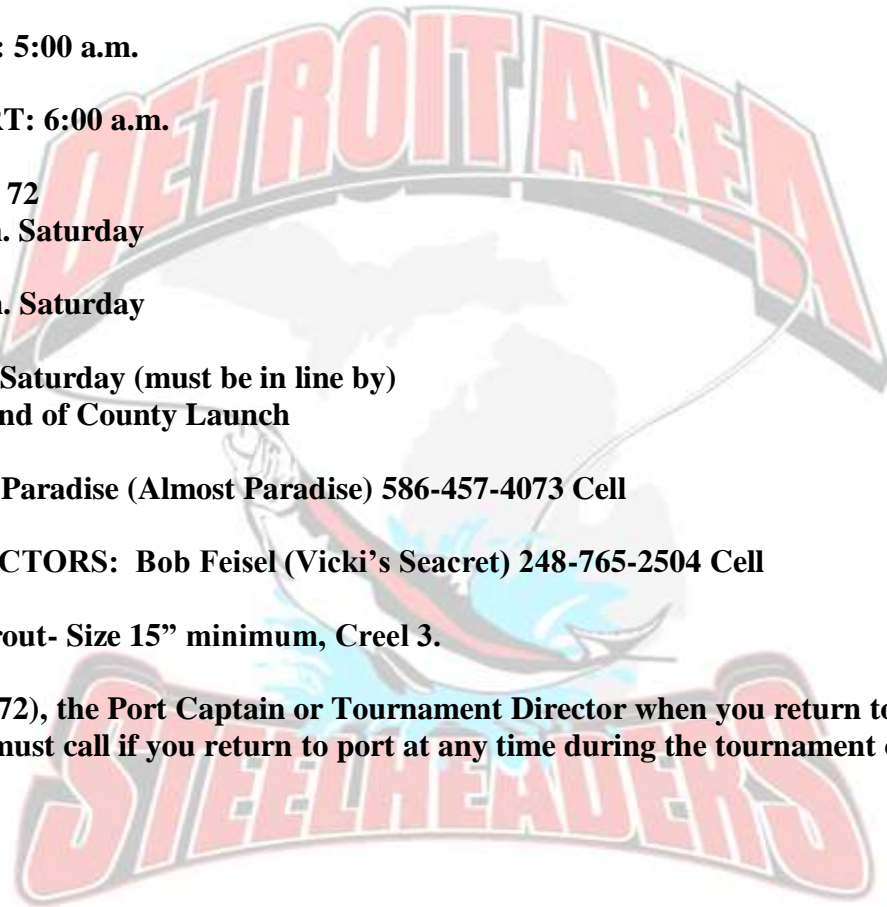 DETROIT AREA
: 5:00 a.m.
RT: 6:00 a.m.
72
. Saturday
. Saturday
Saturday (must be in line by)
nd of County Launch
Paradise (Almost Paradise) 586-457-4073 Cell
CTORS: Bob Feisel (Vicki’s Seacret) 248-765-2504 Cell
rout- Size 15” minimum, Creel 3.
72), the Port Captain or Tournament Director when you return to
must call if you return to port at any time during the tournament
STEELHEADERS